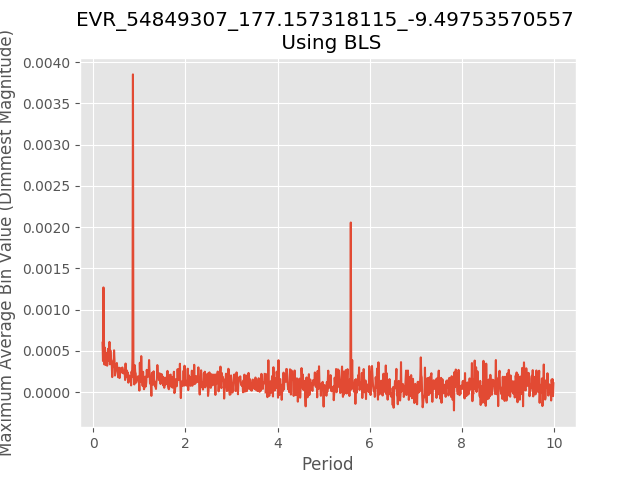 EVR_54849307_177.157318115_-9.49753570557
Using BLS
Maximum Average Bin Value (Dimmest Magnitude)
0.0040
0.0035
0.0030
0.0025
0.0020
0.0015
0.0010
0.0005
0.0000
0 2 4 6 8 10
Period